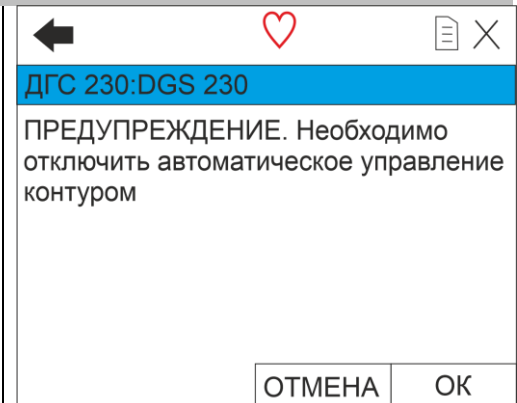 ДГС 230:DGS 230
ПРЕДУПРЕЖДЕНИЕ. Необходимо
отключить автоматическое управление
контуром
ОТМЕНА
ОК